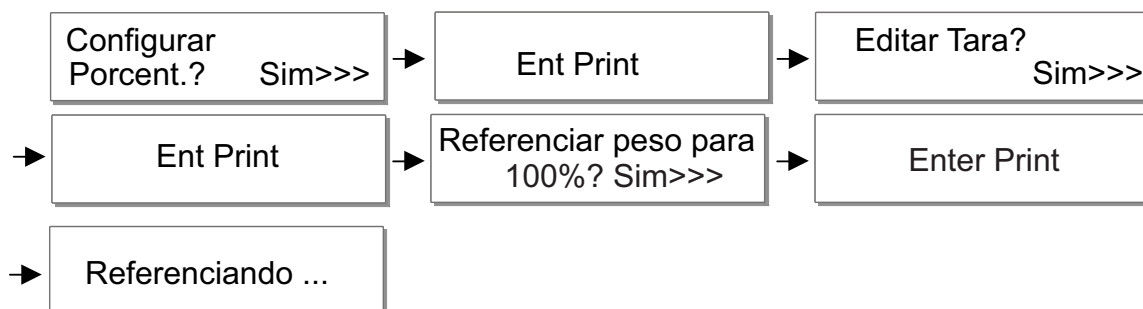 Configurar
Porcent.? Sim>>>
Ent Print
Editar Tara?
Sim>>>
Ent Print
Referenciar peso para
100%? Sim>>>
Enter Print
Referenciando ...